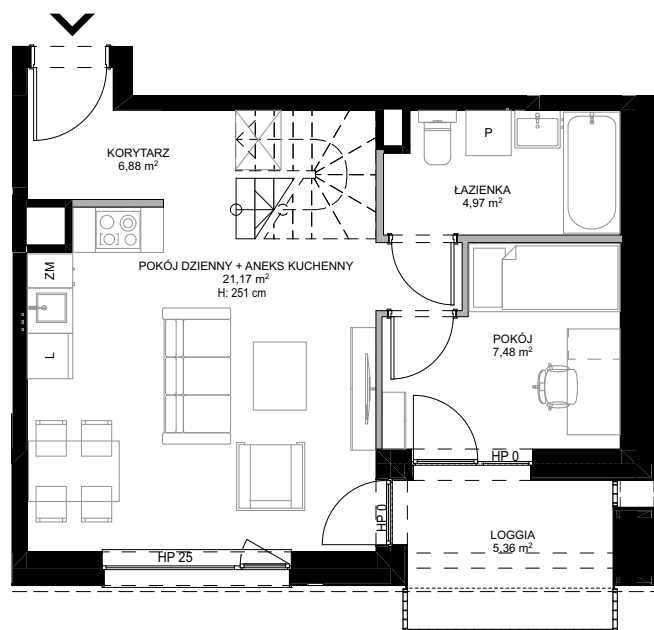 KORYTARZ
6,88 m²
P
ŁAZIENKA
4,97 m²
ZM
POKÓJ DZIENNY + ANEKS KUCHENNY
21,17 m²
H: 251 cm
L
POKÓJ
7,48 m²
HP 0
HP 0
LOGGIA
5,36 m²
HP 25